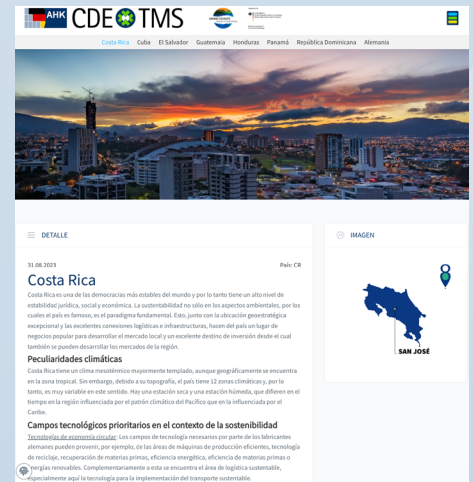 AHK CDE TMS
Costa Rica Cuba El Salvador Guatemala Honduras Panamá República Dominicana Alemania
DETALLE
31.08.2023 País: CR
Costa Rica
Costa Rica es una de las democracias más estables del mundo y por lo tanto tiene un alto nivel de
estabilidad jurídica, social y económica. La sustentabilidad no sólo en los aspectos ambientales, por los
cuales el país es famoso, es el paradigma fundamental. Esto, junto con la ubicación geoestratégica
excepcional y las excelentes conexiones logísticas e infraestructuras, hacen del país un lugar de
negocios popular para desarrollar el mercado local y un excelente destino de inversión desde el cual
también se pueden desarrollar los mercados de la región.
Peculiaridades climáticas
Costa Rica tiene un clima mesotérmico mayormente templado, aunque geográficamente se encuentra
en la zona tropical. Sin embargo, debido a su topografía, el país tiene 12 zonas climáticas y, por lo
tanto, es muy variable en este sentido. Hay una estación seca y una estación húmeda, que difieren en el
tiempo en la región influenciada por el patrón climático del Pacífico que en la influenciada por el
Caribe.
Campos tecnológicos prioritarios en el contexto de la sostenibilidad
Tecnologías de economía circular: Los campos de tecnología necesarios por parte de los fabricantes
alemanes pueden provenir, por ejemplo, de las áreas de máquinas de producción eficientes, tecnología
de reciclaje, recuperación de materias primas, eficiencia energética, eficiencia de materias primas o
energías renovables. Complementariamente a esta se encuentra el área de logística sustentable,
especialmente aquí la tecnología para la implementación del transporte sustentable.
IMAGEN
SAN JOSÉ